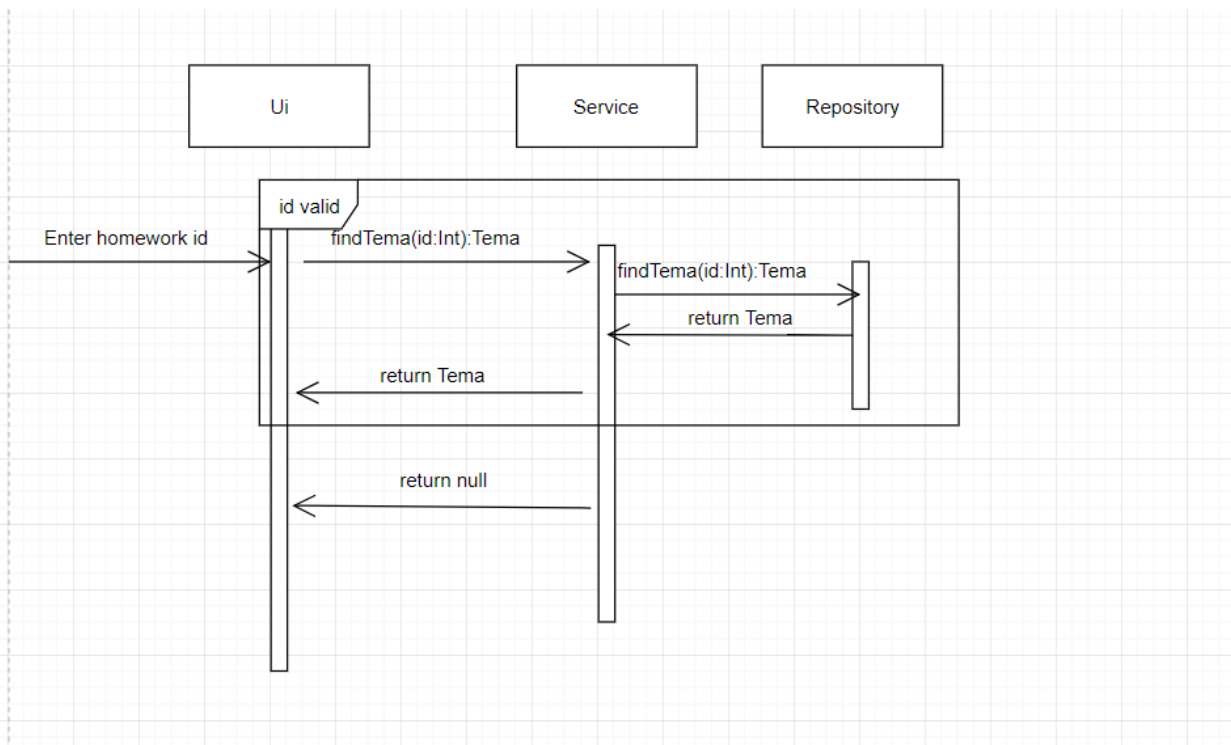 Ui
Service
Repository
id valid
Enter homework id
findTema(id:Int):Tema
findTema(id:Int):Tema
return Tema
return Tema
return null